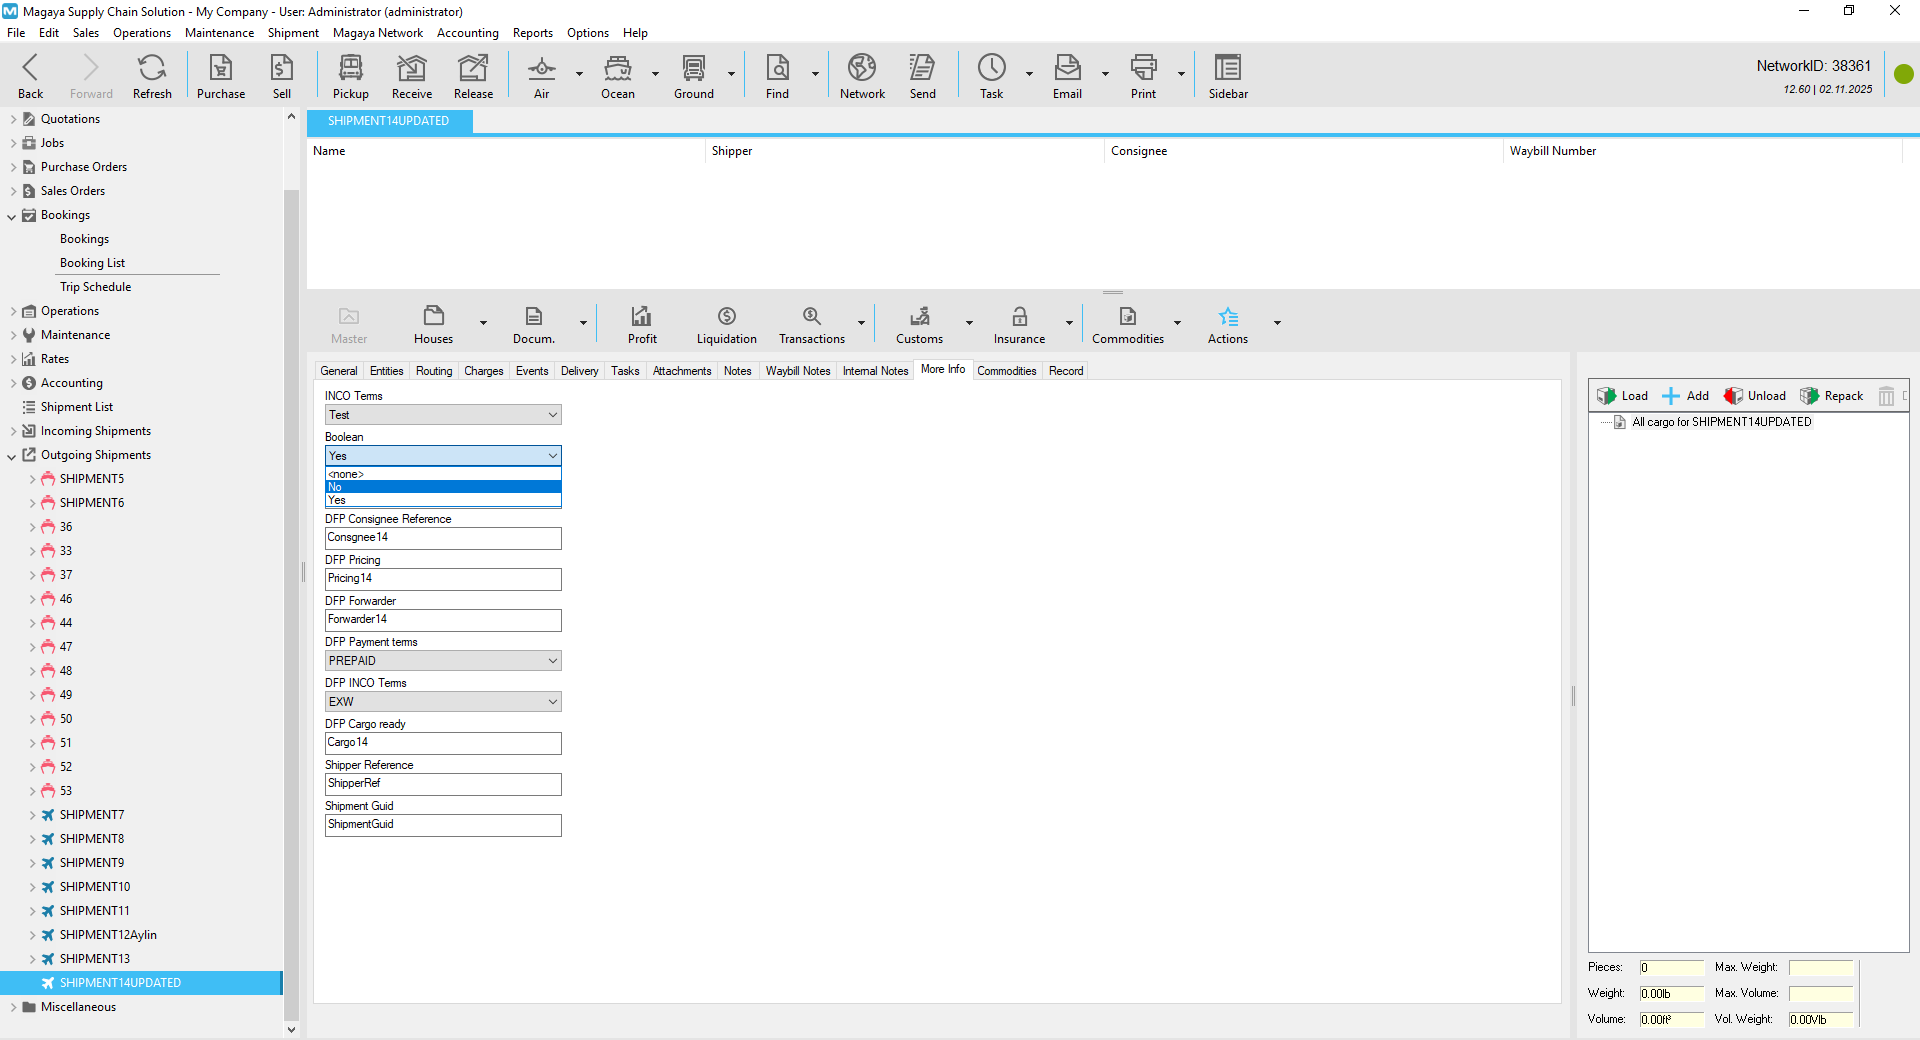 Magaya Supply Chain Solution - My Company - User: Administrator (administrator)
File Edit Sales Operations Maintenance Shipment Magaya Network Accounting Reports Options Help
Back Forward Refresh Purchase Sell Pickup Receive Release Air Ocean Ground Find Network Send Task Email Print Sidebar
NetworkID: 38361
12.60 | 02.11.2025
Quotations
Jobs
Purchase Orders
Sales Orders
Bookings
Bookings
Booking List
Trip Schedule
Operations
Maintenance
Rates
Accounting
Shipment List
Incoming Shipments
Outgoing Shipments
SHIPMENT5
SHIPMENT6
36
33
37
46
44
47
48
49
50
51
52
53
SHIPMENT7
SHIPMENT8
SHIPMENT9
SHIPMENT10
SHIPMENT11
SHIPMENT12Aylin
SHIPMENT13
SHIPMENT14UPDATED
Miscellaneous
SHIPMENT14UPDATED
Name Shipper Consignee Waybill Number
Master Houses Docum. Profit Liquidation Transactions Customs Insurance Commodities Actions
General Entities Routing Charges Events Delivery Tasks Attachments Notes Waybill Notes Internal Notes More Info Commodities Record
INCO Terms
Test
Boolean
Yes
<none>
No
Yes
DFP Consignee Reference
Consgnee14
DFP Pricing
Pricing14
DFP Forwarder
Forwarder14
DFP Payment terms
PREPAID
DFP INCO Terms
EXW
DFP Cargo ready
Cargo14
Shipper Reference
ShipperRef
Shipment Guid
ShipmentGuid
Load Add Unload Repack
All cargo for SHIPMENT14UPDATED
Pieces: 0 Max. Weight:
Weight: 0.00lb Max. Volume:
Volume: 0.00ft³ Vol. Weight: 0.00Vlb